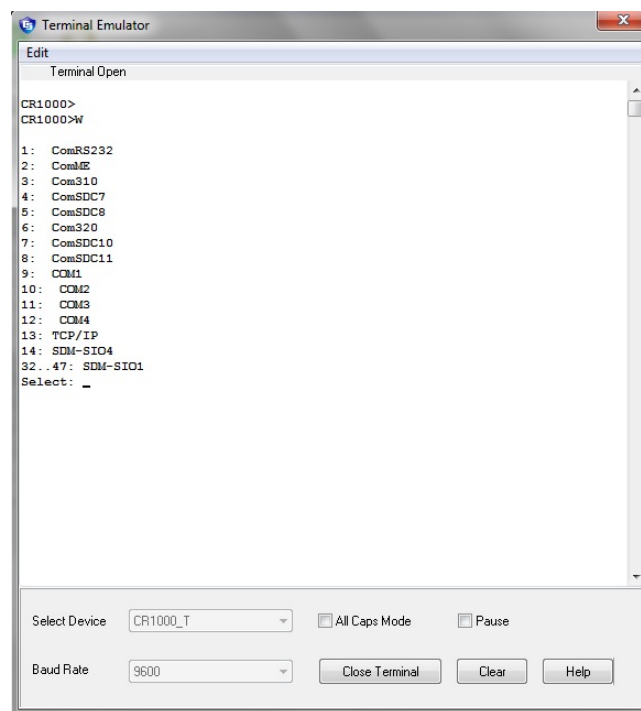 Terminal Emulator
Edit
Terminal Open
CR1000>
CR1000>W
1: ComRS232
2: ComME
3: Com310
4: ComSDC7
5: ComSDC8
6: Com320
7: ComSDC10
8: ComSDC11
9: COM1
10: COM2
11: COM3
12: COM4
13: TCP/IP
14: SDM-SIO4
32..47: SDM-SIO1
Select: _
Select Device CR1000_T All Caps Mode Pause
Baud Rate 9600 Close Terminal Clear Help